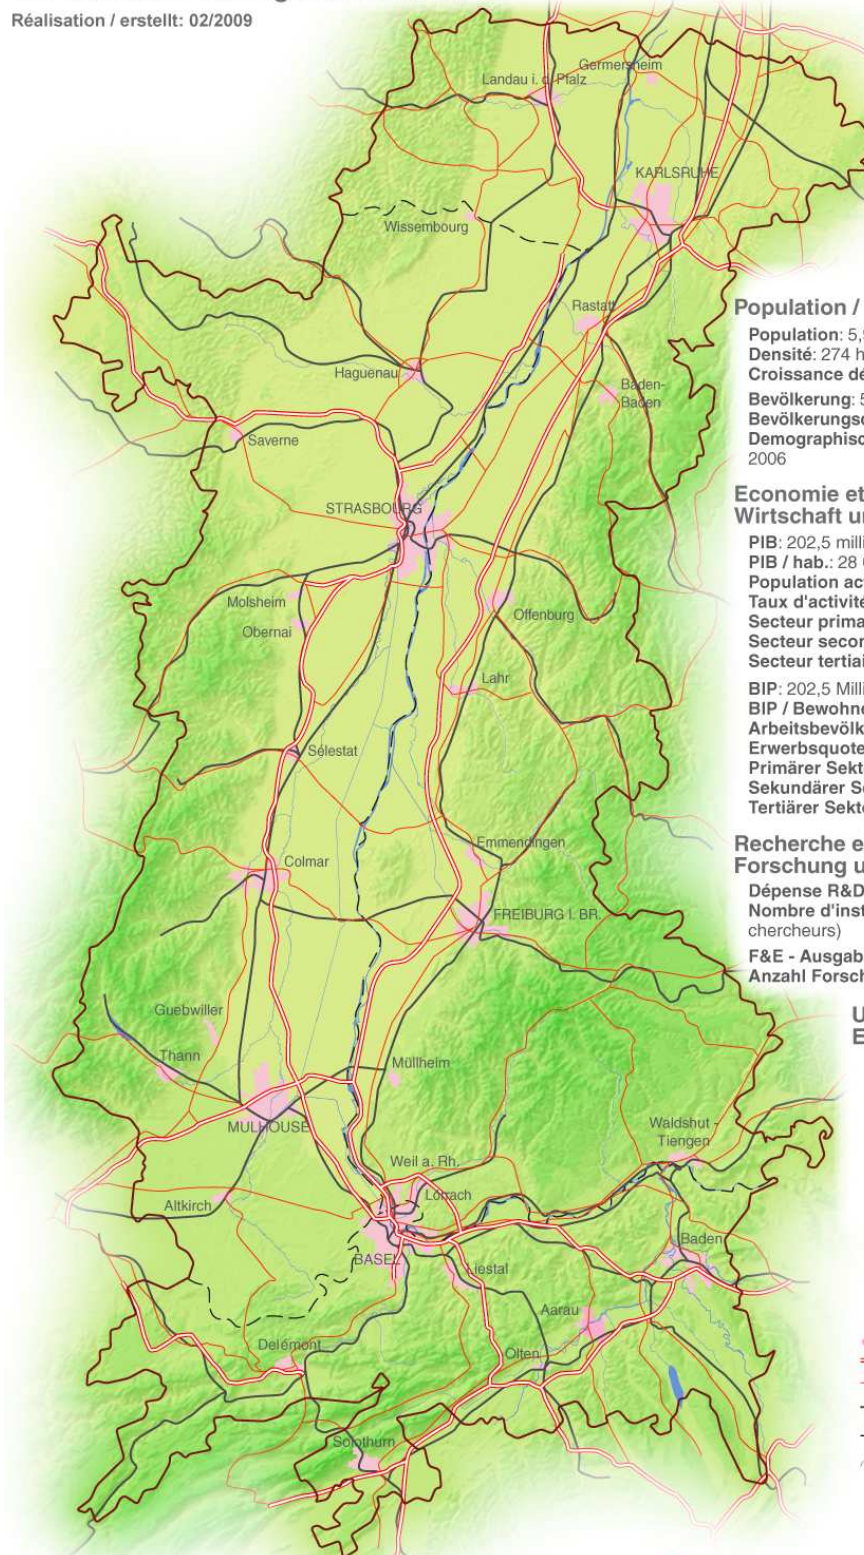 Réalisation / erstellt: 02/2009
Germersheim
Landau i. d. Pfalz
KARLSRUHE
Wissembourg
Rastatt
Haguenau
Baden-
Baden
Saverne
STRASBOURG
Molsheim
Obernai
Offenburg
Lahr
Sélestat
Emmendingen
Colmar
FREIBURG I. BR.
Guebwiller
Thann
Müllheim
MULHOUSE
Waldshut -
Tiengen
Weil a. Rh.
Lörrach
Altkirch
BASEL
Baden
Liestal
Aarau
Delémont
Olten
Solothurn
Population /
Population: 5,
Densité: 274 h
Croissance dé
Bevölkerung: 5
Bevölkerungs
Demographisc
2006
Economie et
Wirtschaft u
PIB: 202,5 milli
PIB / hab.: 28
Population ac
Taux d'activité
Secteur prima
Secteur secon
Secteur tertiai
BIP: 202,5 Milli
BIP / Bewohne
Arbeitsbevölk
Erwerbsquote
Primärer Sekt
Sekundärer Se
Tertiärer Sekt
Recherche e
Forschung u
Dépense R&D
Nombre d'inst
chercheurs)
F&E - Ausgab
Anzahl Forsch
U
E